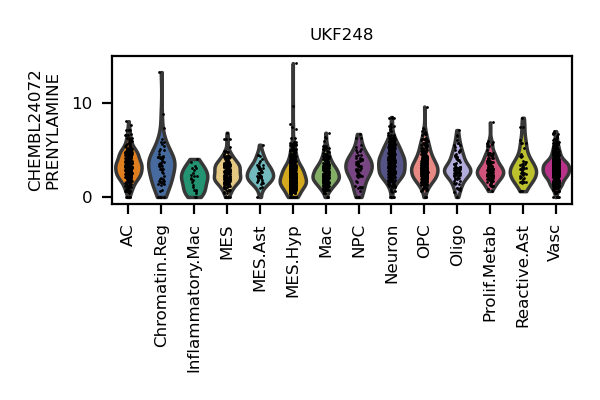 UKF248
CHEMBL24072
PRENYLAMINE
10
0
AC
Chromatin.Reg
Inflammatory.Mac
MES
MES.Ast
MES.Hyp
Mac
NPC
Neuron
OPC
Oligo
Prolif.Metab
Reactive.Ast
Vasc